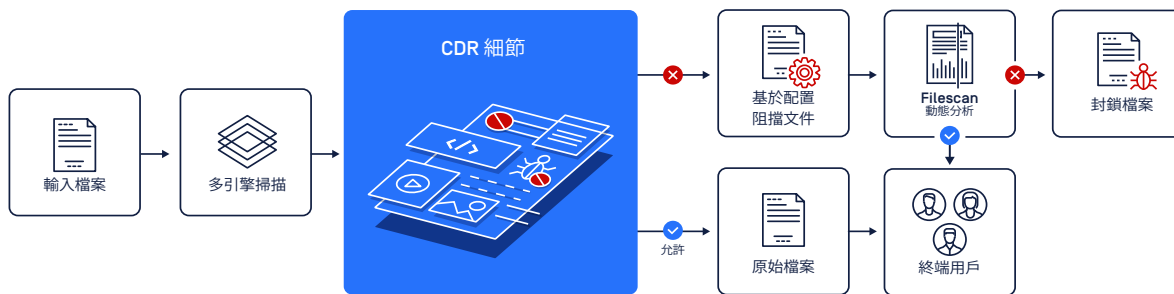 輸入檔案
多引擎掃描
CDR 細節
</>
允許
基於配置
阻擋文件
Filescan
動態分析
封鎖檔案
原始檔案
終端用戶